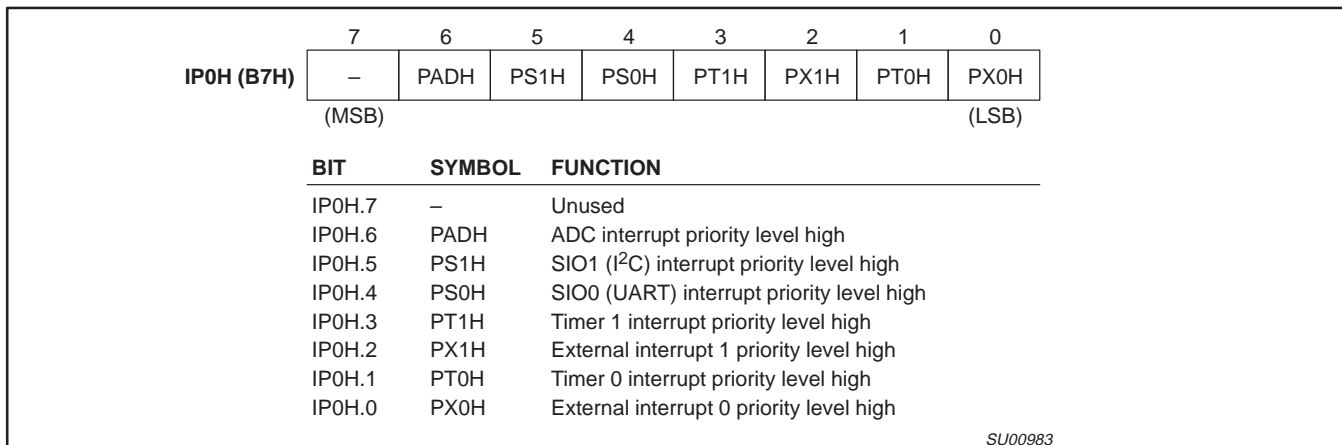 7 6 5 4 3 2 1 0
IP0H (B7H) – PADH PS1H PS0H PT1H PX1H PT0H PX0H
(MSB) (LSB)
BIT SYMBOL FUNCTION
IP0H.7 – Unused
IP0H.6 PADH ADC interrupt priority level high
IP0H.5 PS1H SIO1 (I²C) interrupt priority level high
IP0H.4 PS0H SIO0 (UART) interrupt priority level high
IP0H.3 PT1H Timer 1 interrupt priority level high
IP0H.2 PX1H External interrupt 1 priority level high
IP0H.1 PT0H Timer 0 interrupt priority level high
IP0H.0 PX0H External interrupt 0 priority level high
SU00983